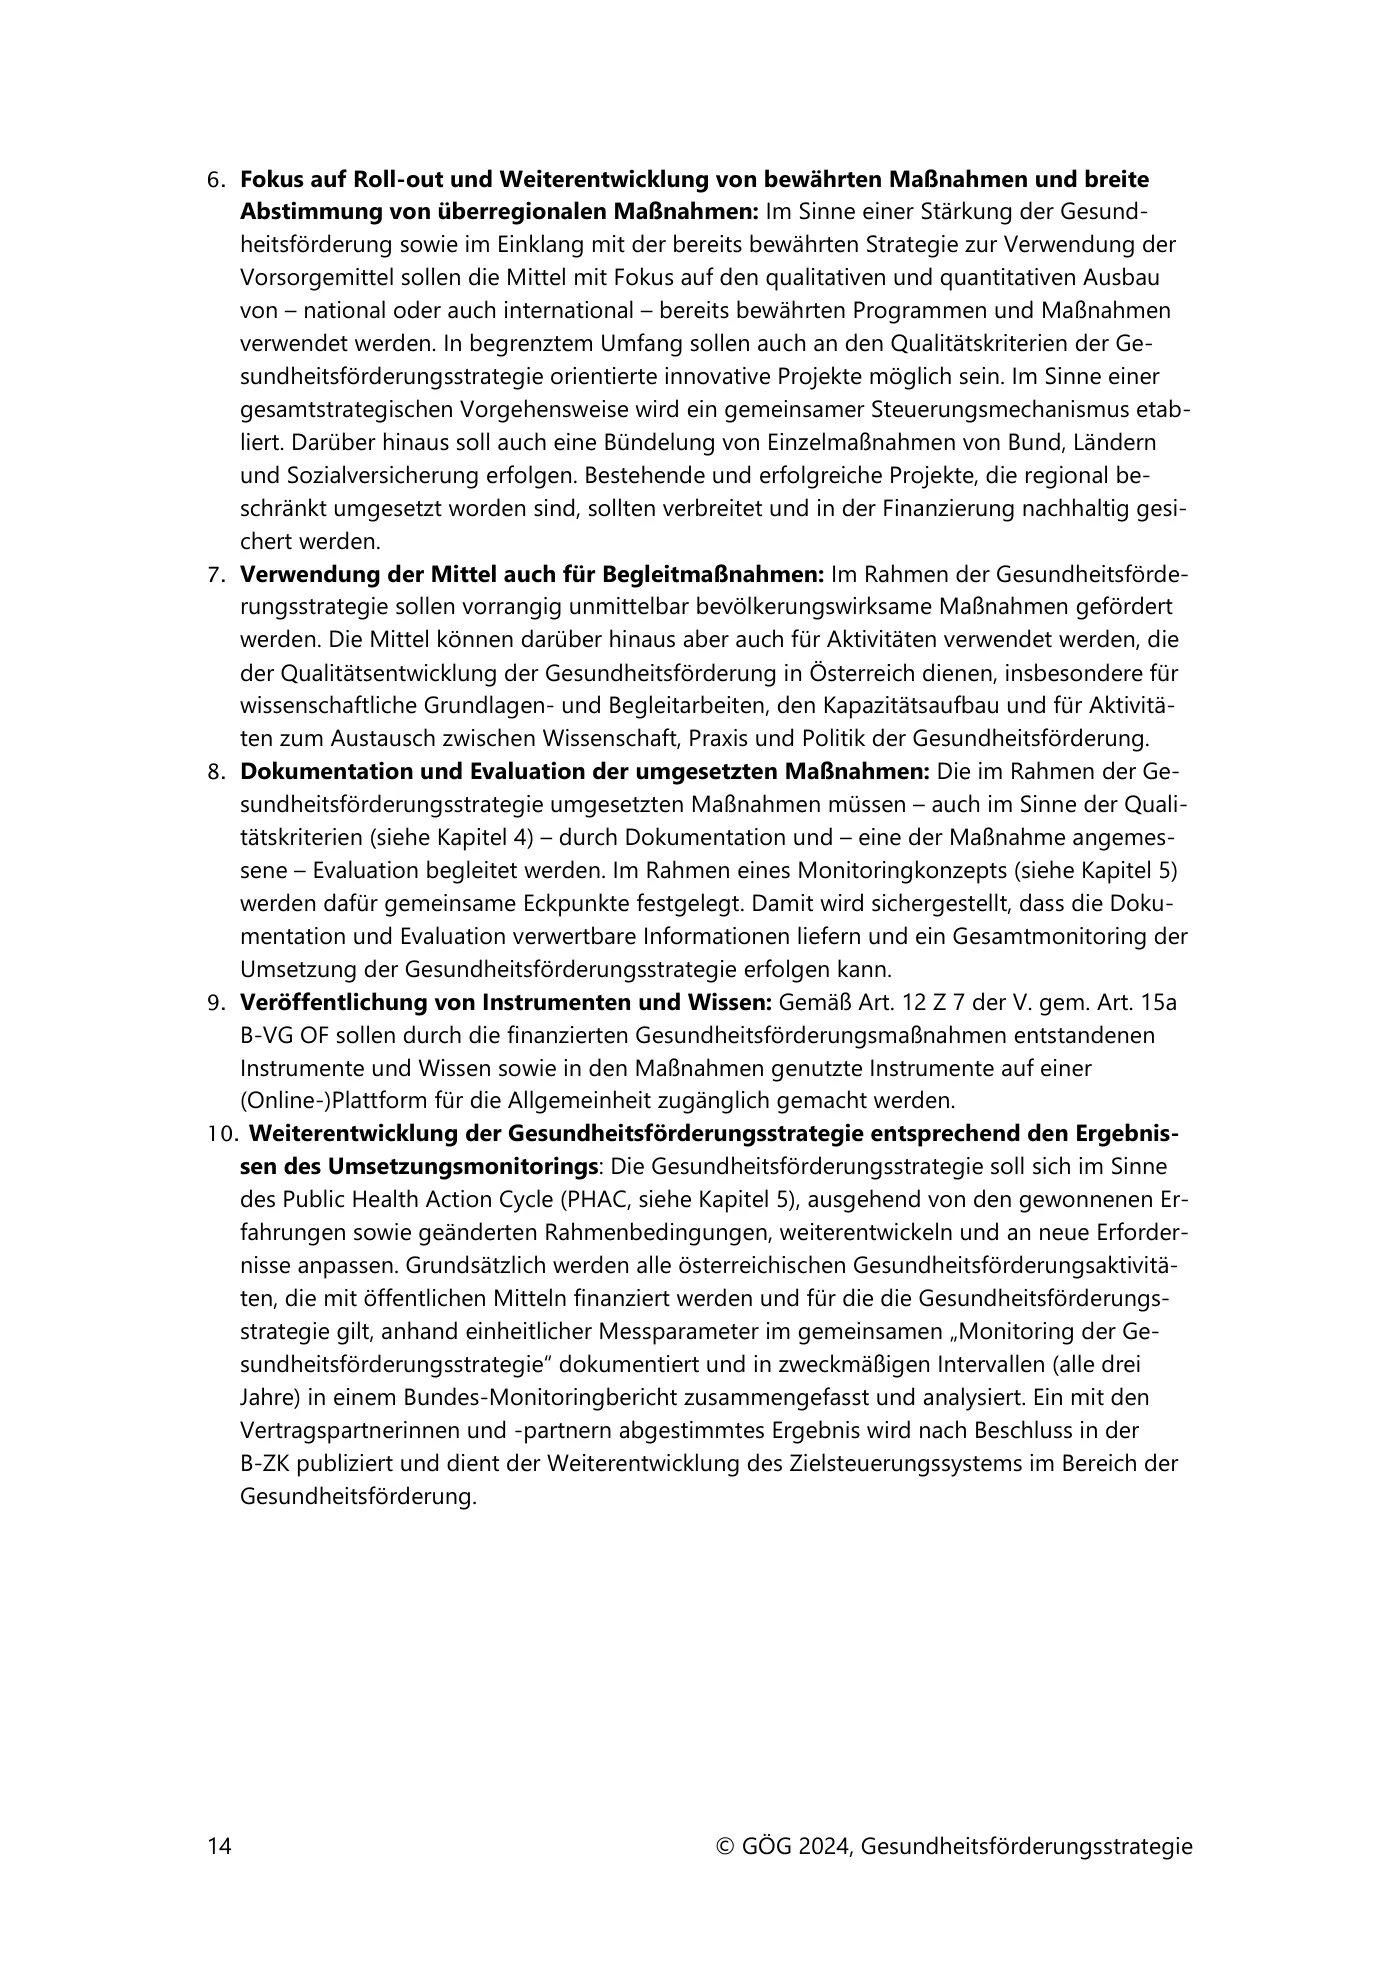 6. Fokus auf Roll-out und Weiterentwicklung von bewährten Maßnahmen und breite
Abstimmung von überregionalen Maßnahmen: Im Sinne einer Stärkung der Gesund-
heitsförderung sowie im Einklang mit der bereits bewährten Strategie zur Verwendung der
Vorsorgemittel sollen die Mittel mit Fokus auf den qualitativen und quantitativen Ausbau
von – national oder auch international – bereits bewährten Programmen und Maßnahmen
verwendet werden. In begrenztem Umfang sollen auch an den Qualitätskriterien der Ge-
sundheitsförderungsstrategie orientierte innovative Projekte möglich sein. Im Sinne einer
gesamtstrategischen Vorgehensweise wird ein gemeinsamer Steuerungsmechanismus etab-
liert. Darüber hinaus soll auch eine Bündelung von Einzelmaßnahmen von Bund, Ländern
und Sozialversicherung erfolgen. Bestehende und erfolgreiche Projekte, die regional be-
schränkt umgesetzt worden sind, sollten verbreitet und in der Finanzierung nachhaltig gesi-
chert werden.
7. Verwendung der Mittel auch für Begleitmaßnahmen: Im Rahmen der Gesundheitsförde-
rungsstrategie sollen vorrangig unmittelbar bevölkerungswirksame Maßnahmen gefördert
werden. Die Mittel können darüber hinaus aber auch für Aktivitäten verwendet werden, die
der Qualitätsentwicklung der Gesundheitsförderung in Österreich dienen, insbesondere für
wissenschaftliche Grundlagen- und Begleitarbeiten, den Kapazitätsaufbau und für Aktivitä-
ten zum Austausch zwischen Wissenschaft, Praxis und Politik der Gesundheitsförderung.
8. Dokumentation und Evaluation der umgesetzten Maßnahmen: Die im Rahmen der Ge-
sundheitsförderungsstrategie umgesetzten Maßnahmen müssen – auch im Sinne der Quali-
tätskriterien (siehe Kapitel 4) – durch Dokumentation und – eine der Maßnahme angemes-
sene – Evaluation begleitet werden. Im Rahmen eines Monitoringkonzepts (siehe Kapitel 5)
werden dafür gemeinsame Eckpunkte festgelegt. Damit wird sichergestellt, dass die Doku-
mentation und Evaluation verwertbare Informationen liefern und ein Gesamtmonitoring der
Umsetzung der Gesundheitsförderungsstrategie erfolgen kann.
9. Veröffentlichung von Instrumenten und Wissen: Gemäß Art. 12 Z 7 der V. gem. Art. 15a
B-VG OF sollen durch die finanzierten Gesundheitsförderungsmaßnahmen entstandenen
Instrumente und Wissen sowie in den Maßnahmen genutzte Instrumente auf einer
(Online-)Plattform für die Allgemeinheit zugänglich gemacht werden.
10. Weiterentwicklung der Gesundheitsförderungsstrategie entsprechend den Ergebnis-
sen des Umsetzungsmonitorings: Die Gesundheitsförderungsstrategie soll sich im Sinne
des Public Health Action Cycle (PHAC, siehe Kapitel 5), ausgehend von den gewonnenen Er-
fahrungen sowie geänderten Rahmenbedingungen, weiterentwickeln und an neue Erforder-
nisse anpassen. Grundsätzlich werden alle österreichischen Gesundheitsförderungsaktivitä-
ten, die mit öffentlichen Mitteln finanziert werden und für die die Gesundheitsförderungs-
strategie gilt, anhand einheitlicher Messparameter im gemeinsamen „Monitoring der Ge-
sundheitsförderungsstrategie“ dokumentiert und in zweckmäßigen Intervallen (alle drei
Jahre) in einem Bundes-Monitoringbericht zusammengefasst und analysiert. Ein mit den
Vertragspartnerinnen und -partnern abgestimmtes Ergebnis wird nach Beschluss in der
B-ZK publiziert und dient der Weiterentwicklung des Zielsteuerungssystems im Bereich der
Gesundheitsförderung.
14 © GÖG 2024, Gesundheitsförderungsstrategie